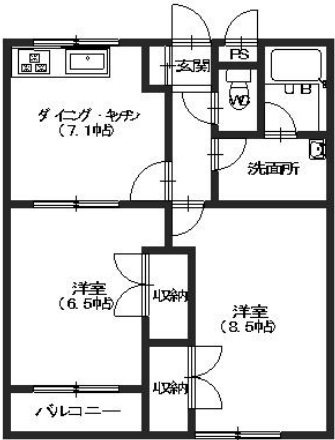 玄関
PS
ダイニング・キッチン
(7.1帖)
WC
UB
洗面所
洋室
(6.5帖)
収納
洋室
(8.5帖)
収納
バルコニー